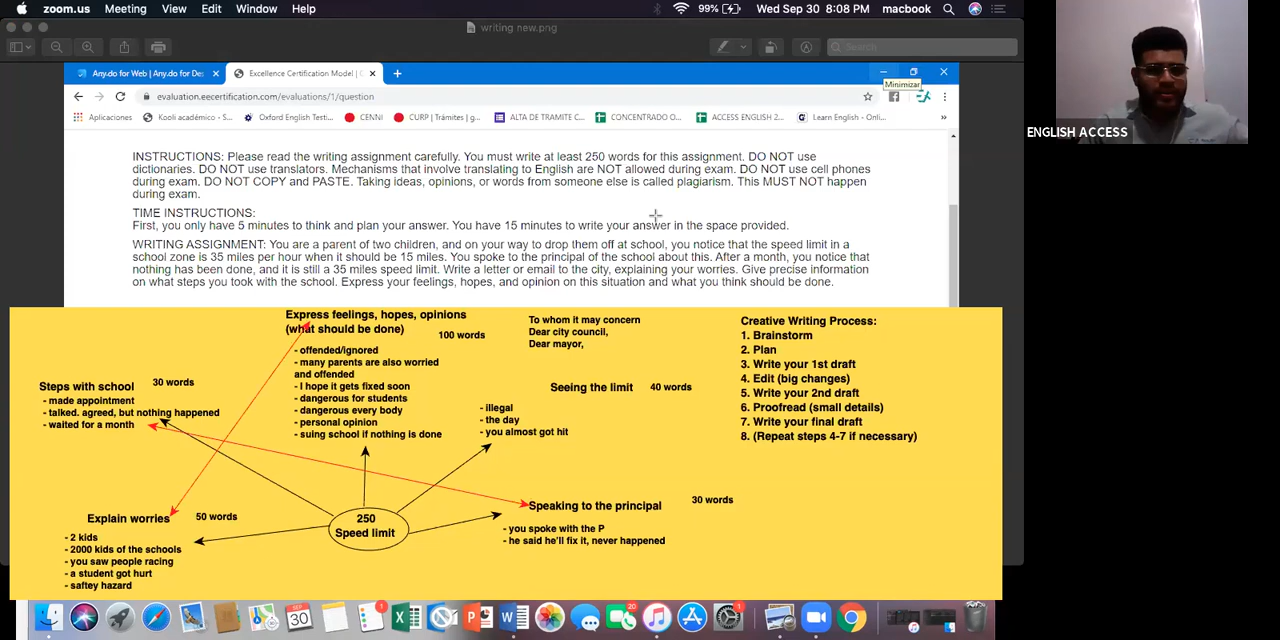 zoom.us Meeting View Edit Window Help 99% Wed Sep 30 8:08 PM macbook
writing new.png
Search
Any.do for Web | Any.do for De: Excellence Certification Model | C
Minimizar
evaluation.eecertification.com/evaluations/1/question
Aplicaciones Kooli académico - S... Oxford English Testi... CENNI CURP | Trámites | g... ALTA DE TRAMITE C... CONCENTRADO O... ACCESS ENGLISH 2... Learn English - Onli... »
ENGLISH ACCESS
INSTRUCTIONS: Please read the writing assignment carefully. You must write at least 250 words for this assignment. DO NOT use
dictionaries. DO NOT use translators. Mechanisms that involve translating to English are NOT allowed during exam. DO NOT use cell phones
during exam. DO NOT COPY and PASTE. Taking ideas, opinions, or words from someone else is called plagiarism. This MUST NOT happen
during exam.
TIME INSTRUCTIONS:
First, you only have 5 minutes to think and plan your answer. You have 15 minutes to write your answer in the space provided.
WRITING ASSIGNMENT: You are a parent of two children, and on your way to drop them off at school, you notice that the speed limit in a
school zone is 35 miles per hour when it should be 15 miles. You spoke to the principal of the school about this. After a month, you notice that
nothing has been done, and it is still a 35 miles speed limit. Write a letter or email to the city, explaining your worries. Give precise information
on what steps you took with the school. Express your feelings, hopes, and opinion on this situation and what you think should be done.
Express feelings, hopes, opinions
(what should be done)
100 words
- offended/ignored
- many parents are also worried
and offended
- I hope it gets fixed soon
- dangerous for students
- dangerous every body
- personal opinion
- suing school if nothing is done
To whom it may concern
Dear city council,
Dear mayor,
Creative Writing Process:
1. Brainstorm
2. Plan
3. Write your 1st draft
4. Edit (big changes)
5. Write your 2nd draft
6. Proofread (small details)
7. Write your final draft
8. (Repeat steps 4-7 if necessary)
Steps with school 30 words
- made appointment
- talked. agreed, but nothing happened
- waited for a month
Seeing the limit 40 words
- illegal
- the day
- you almost got hit
Explain worries 50 words
- 2 kids
- 2000 kids of the schools
- you saw people racing
- a student got hurt
- saftey hazard
250
Speed limit
Speaking to the principal 30 words
- you spoke with the P
- he said he'll fix it, never happened
SEP
30
1
20
1